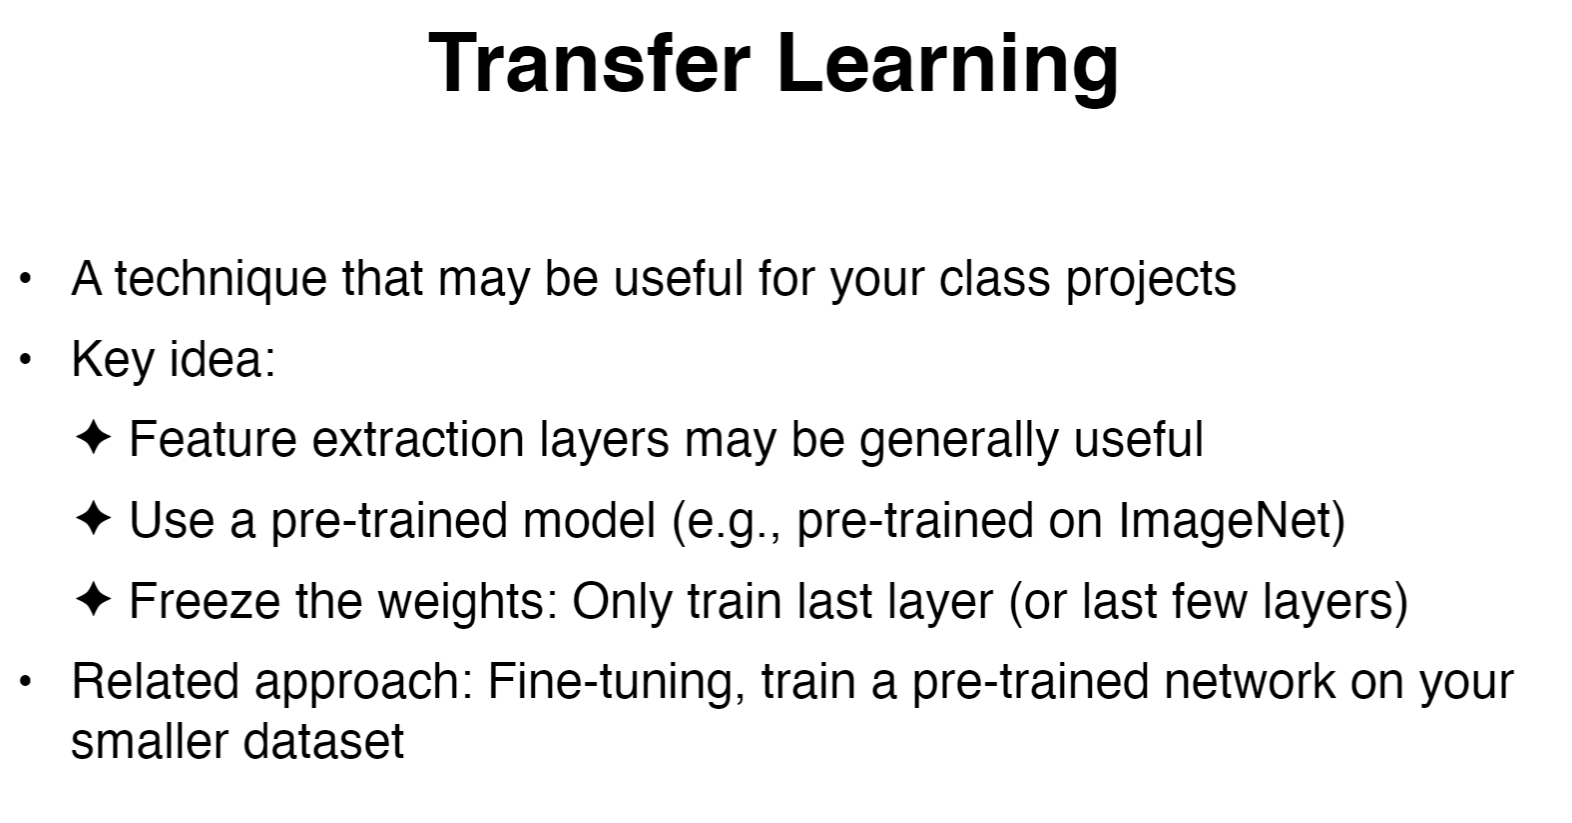 Transfer Learning
• A technique that may be useful for your class projects
• Key idea:
✦ Feature extraction layers may be generally useful
✦ Use a pre-trained model (e.g., pre-trained on ImageNet)
✦ Freeze the weights: Only train last layer (or last few layers)
• Related approach: Fine-tuning, train a pre-trained network on your
smaller dataset